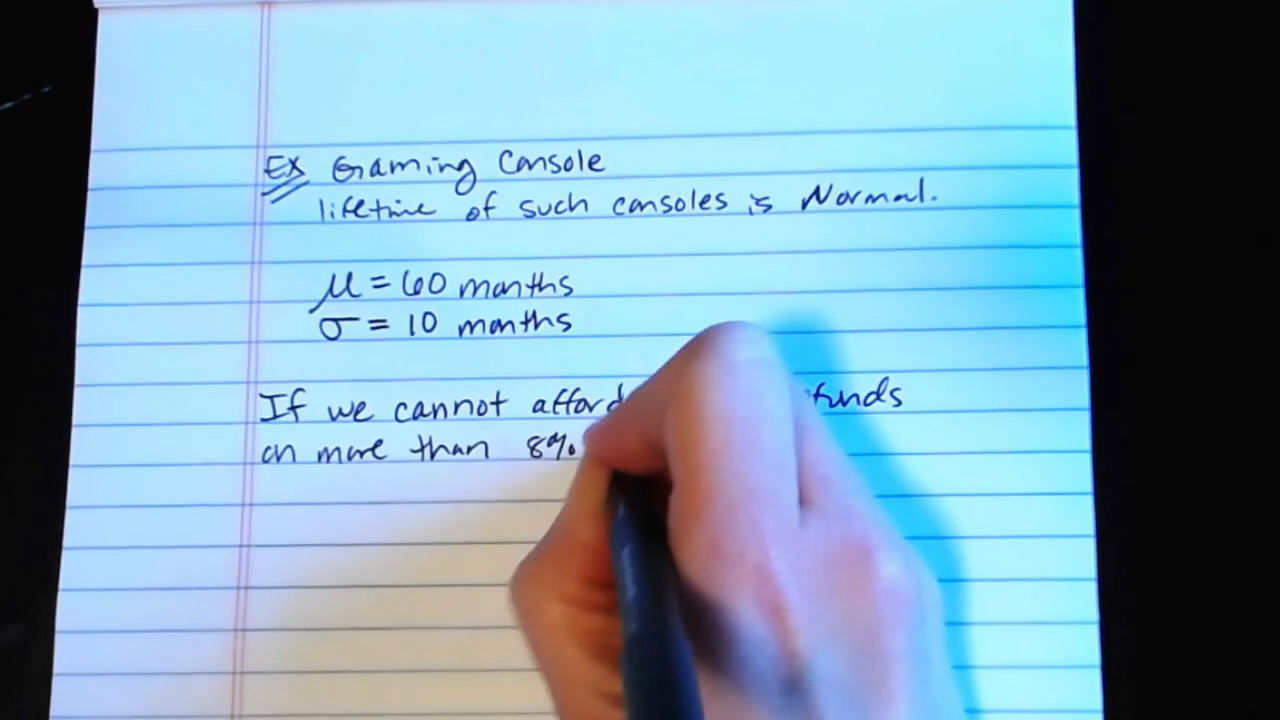 Ex Gaming Console
lifetime of such consoles is Normal.
μ = 60 months
σ = 10 months
If we cannot afford
on more than 8%